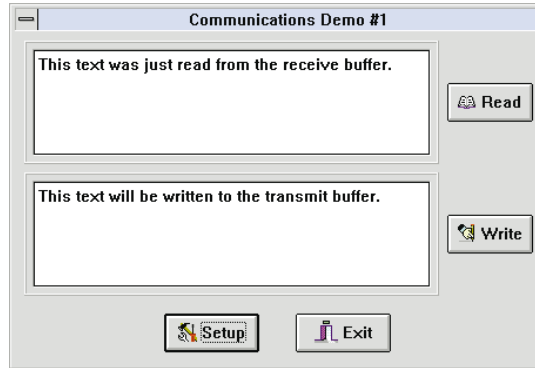 Communications Demo #1
This text was just read from the receive buffer.
Read
This text will be written to the transmit buffer.
Write
Setup
Exit